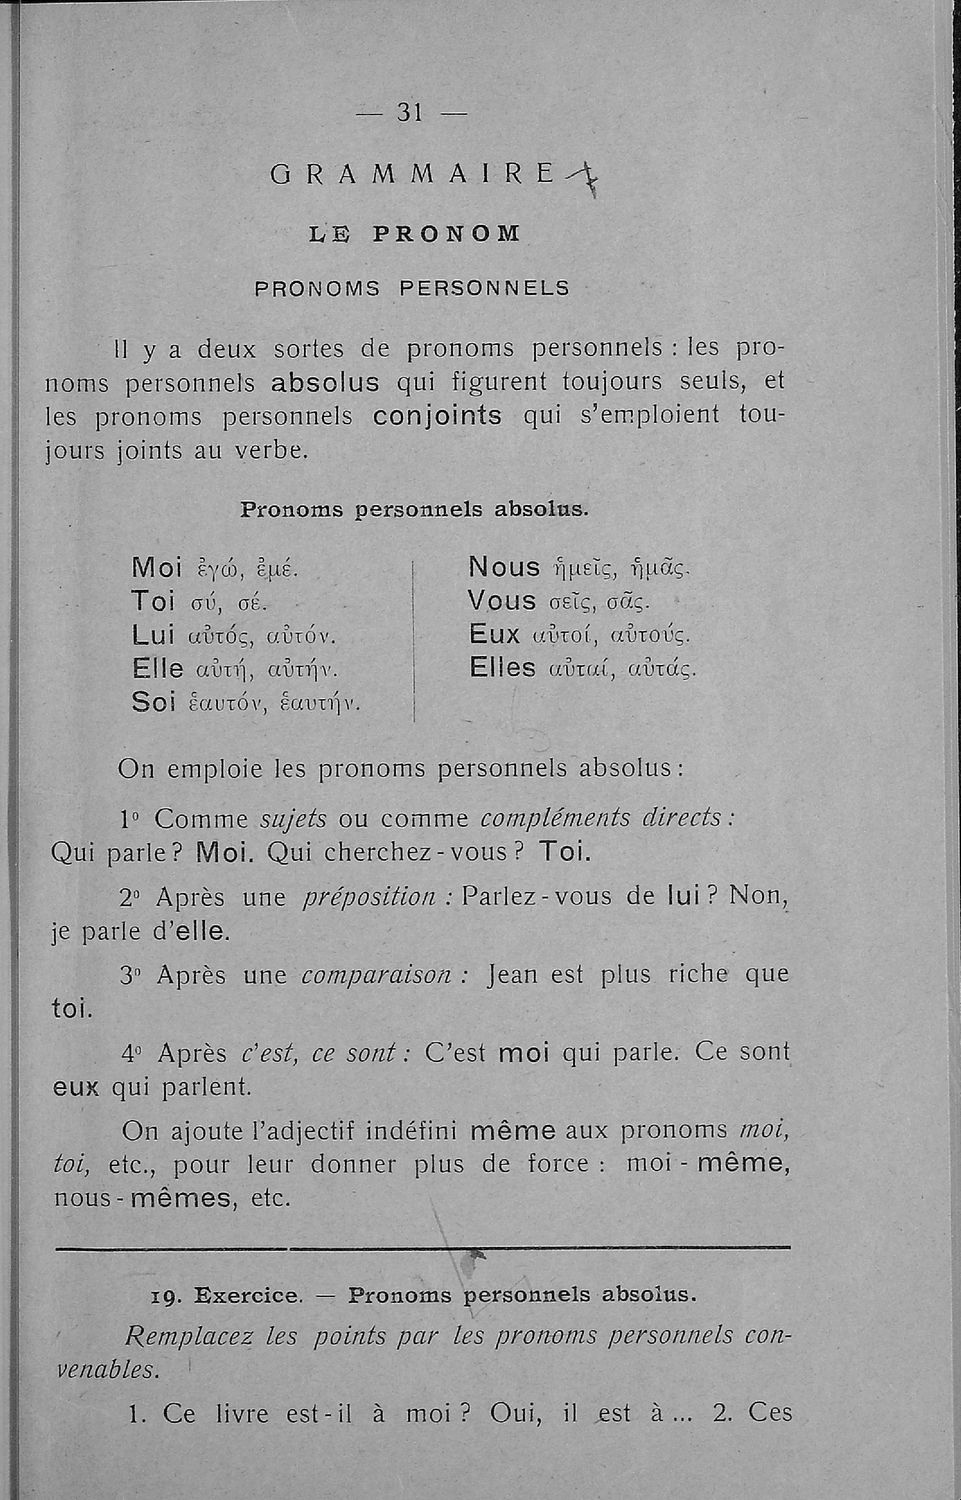 — 31 —
GRAMMAIRE
LE PRONOM
PRONOMS PERSONNELS
Il y a deux sortes de pronoms personnels : les pro-
noms personnels absolus qui figurent toujours seuls, et
les pronoms personnels conjoints qui s'emploient tou-
jours joints au verbe.
Pronoms personnels absolus.
Moi ἐγώ, ἐμέ.
Toi σύ, σέ.
Lui αὐτός, αὐτόν.
Elle αὐτή, αὐτήν.
Soi ἑαυτόν, ἑαυτήν.
Nous ἡμεῖς, ἡμᾶς.
Vous σεῖς, σᾶς.
Eux αὐτοί, αὐτούς.
Elles αὐταί, αὐτάς.
On emploie les pronoms personnels absolus :
1º Comme sujets ou comme compléments directs :
Qui parle? Moi. Qui cherchez-vous? Toi.
2º Après une préposition : Parlez-vous de lui? Non,
je parle d'elle.
3º Après une comparaison : Jean est plus riche que
toi.
4º Après c'est, ce sont : C'est moi qui parle. Ce sont
eux qui parlent.
On ajoute l'adjectif indéfini même aux pronoms moi,
toi, etc., pour leur donner plus de force : moi-même,
nous-mêmes, etc.
19. Exercice. — Pronoms personnels absolus.
Remplacez les points par les pronoms personnels con-
venables.
1. Ce livre est-il à moi? Oui, il est à ... 2. Ces